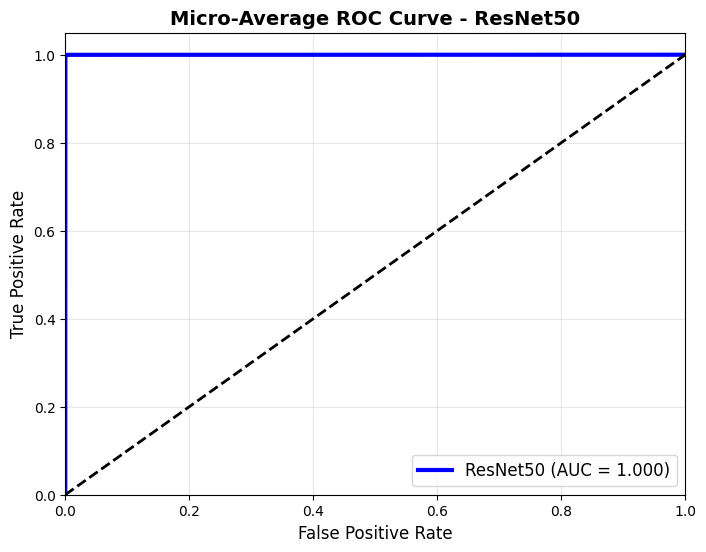 Micro-Average ROC Curve - ResNet50
True Positive Rate
1.0
0.8
0.6
0.4
0.2
0.0
ResNet50 (AUC = 1.000)
0.0 0.2 0.4 0.6 0.8 1.0
False Positive Rate